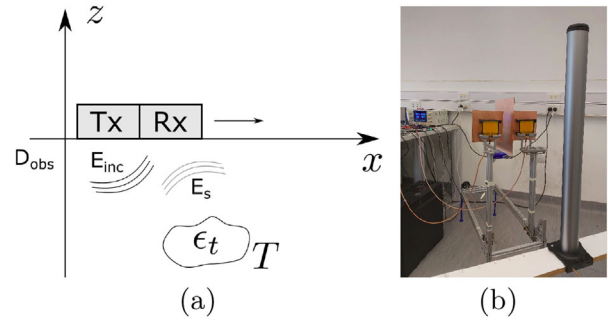 z
Tx Rx
x
D_obs
E_inc
E_s
ϵ_t
T
(a) (b)